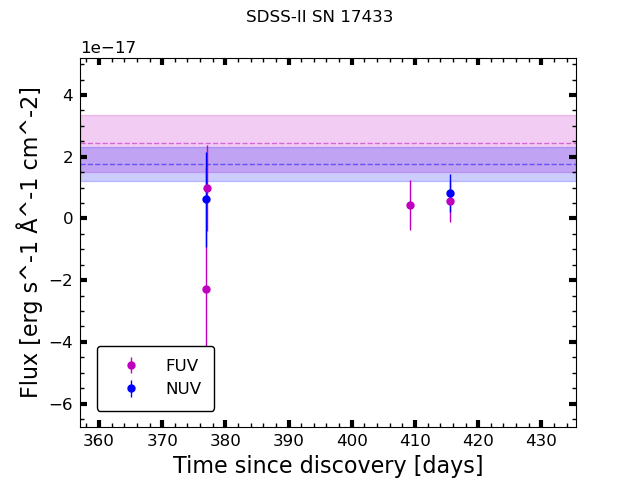 SDSS-II SN 17433
1e−17
4
2
0
−2
−4
−6
Flux [erg s^-1 Å^-1 cm^-2]
FUV
NUV
360 370 380 390 400 410 420 430
Time since discovery [days]